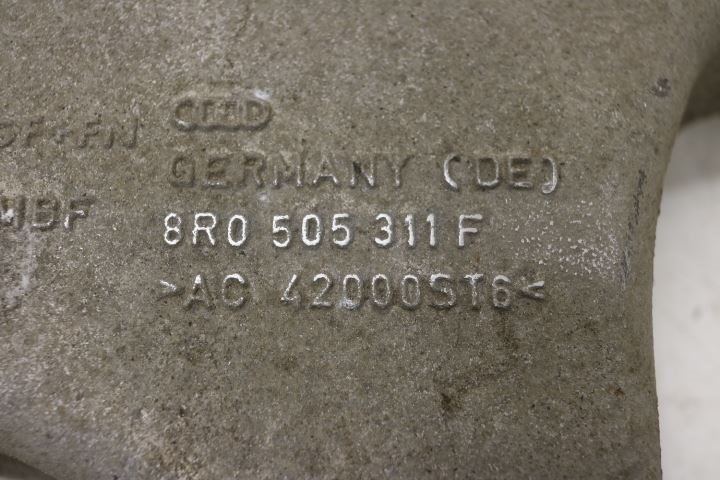 GERMANY (DE)
8R0 505 311 F
>AC 42000ST6<